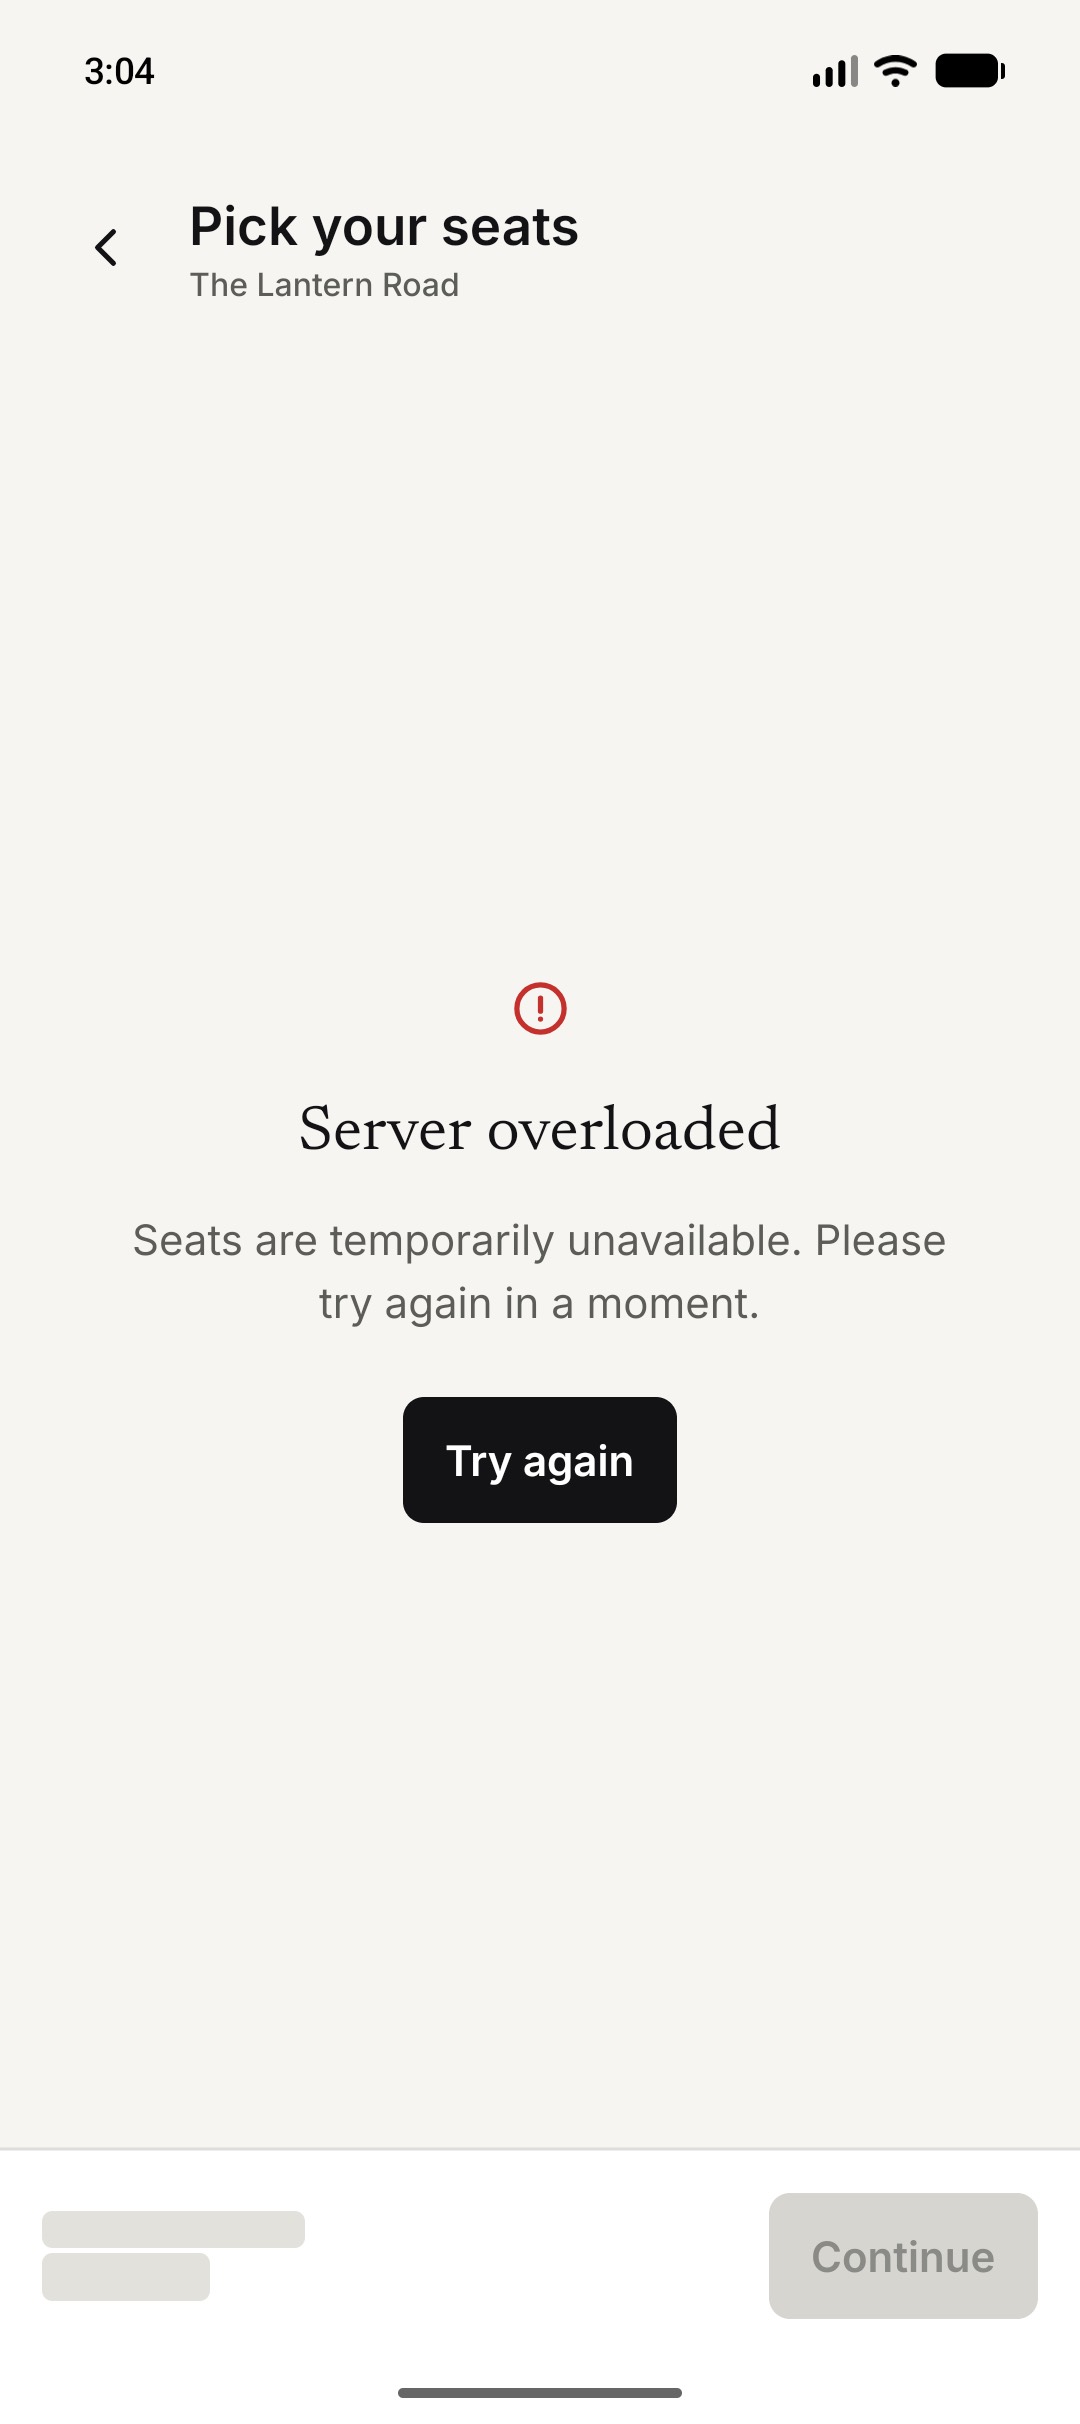 3:04
Pick your seats
The Lantern Road
Server overloaded
Seats are temporarily unavailable. Please
try again in a moment.
Try again
Continue